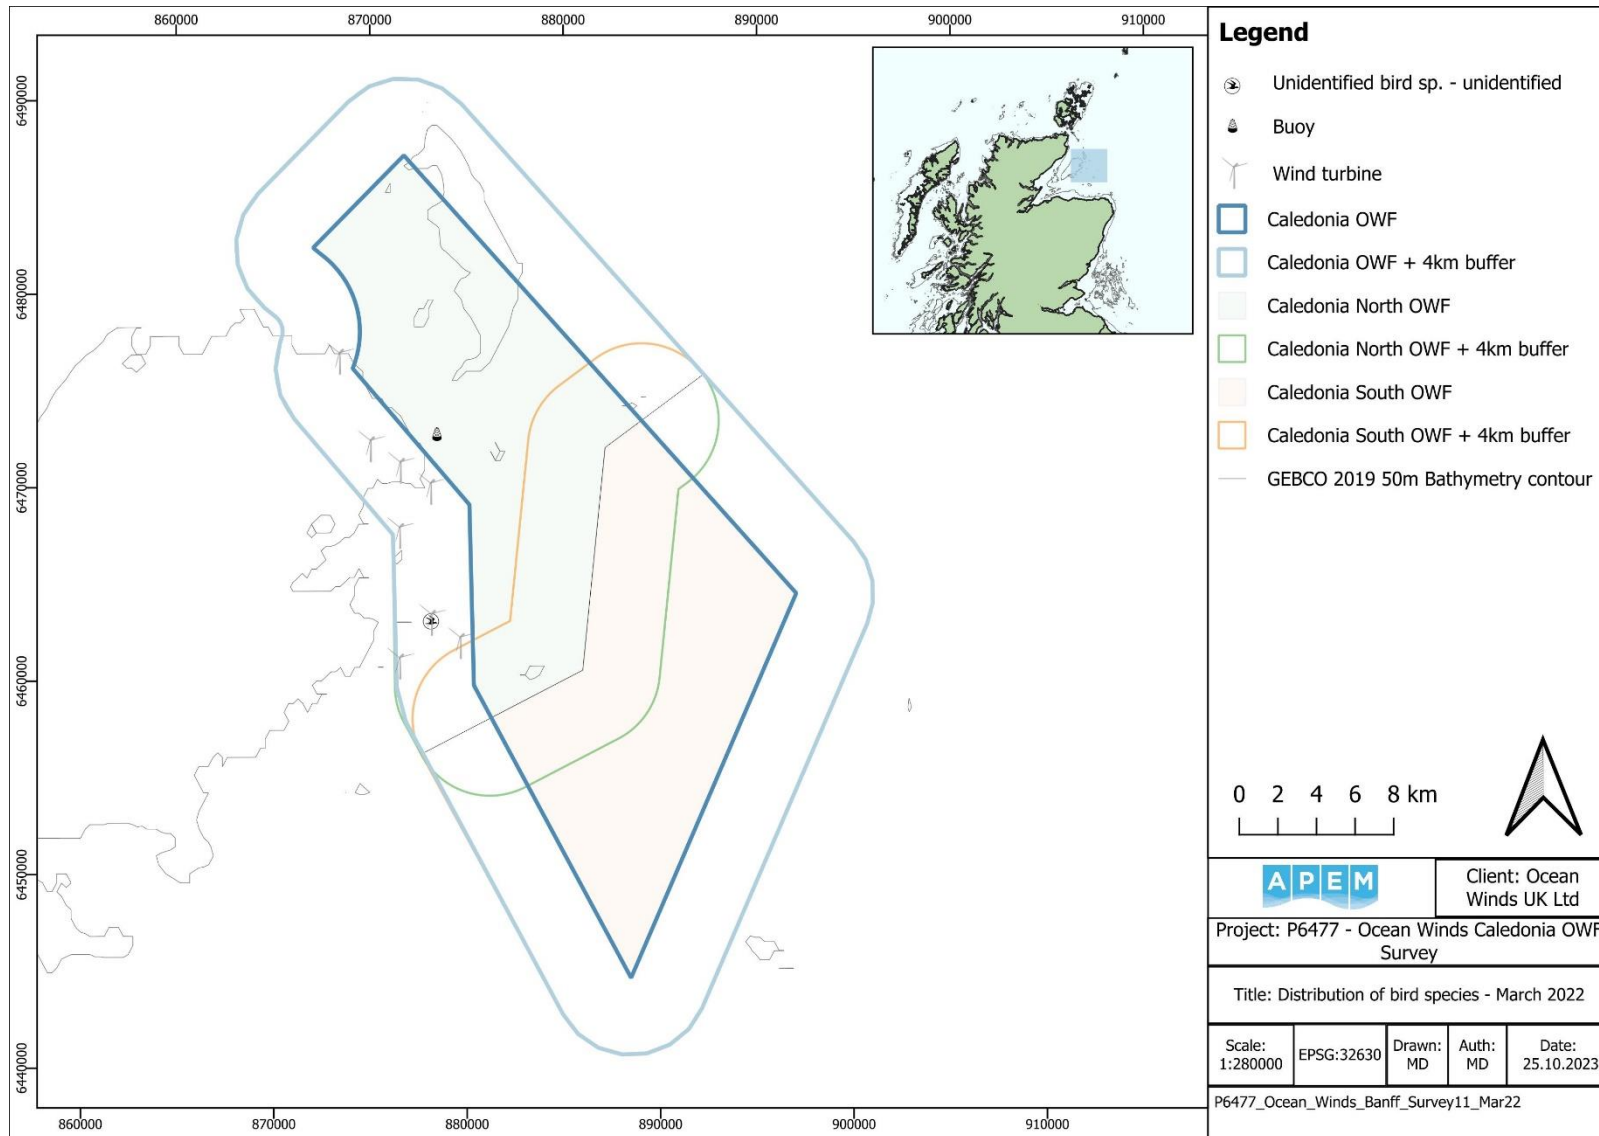 860000 870000 880000 890000 900000 910000
6490000
6480000
6470000
6460000
6450000
6440000
860000 870000 880000 890000 900000 910000
Legend
Unidentified bird sp. - unidentified
Buoy
Wind turbine
Caledonia OWF
Caledonia OWF + 4km buffer
Caledonia North OWF
Caledonia North OWF + 4km buffer
Caledonia South OWF
Caledonia South OWF + 4km buffer
GEBCO 2019 50m Bathymetry contour
0 2 4 6 8 km
APEM
Client: Ocean
Winds UK Ltd
Project: P6477 - Ocean Winds Caledonia OWF
Survey
Title: Distribution of bird species - March 2022
Scale:
1:280000
EPSG:32630
Drawn:
MD
Auth:
MD
Date:
25.10.2023
P6477_Ocean_Winds_Banff_Survey11_Mar22